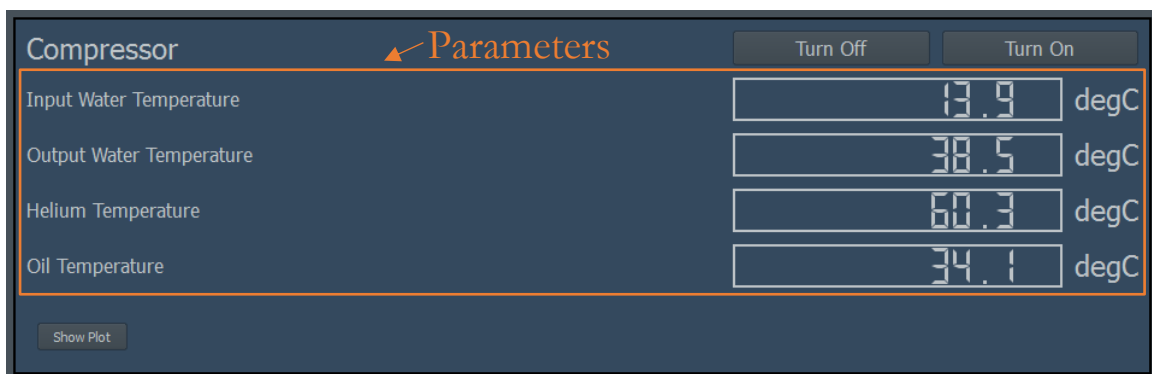 Compressor Parameters Turn Off Turn On
Input Water Temperature 13.9 degC
Output Water Temperature 38.5 degC
Helium Temperature 60.3 degC
Oil Temperature 34.1 degC
Show Plot